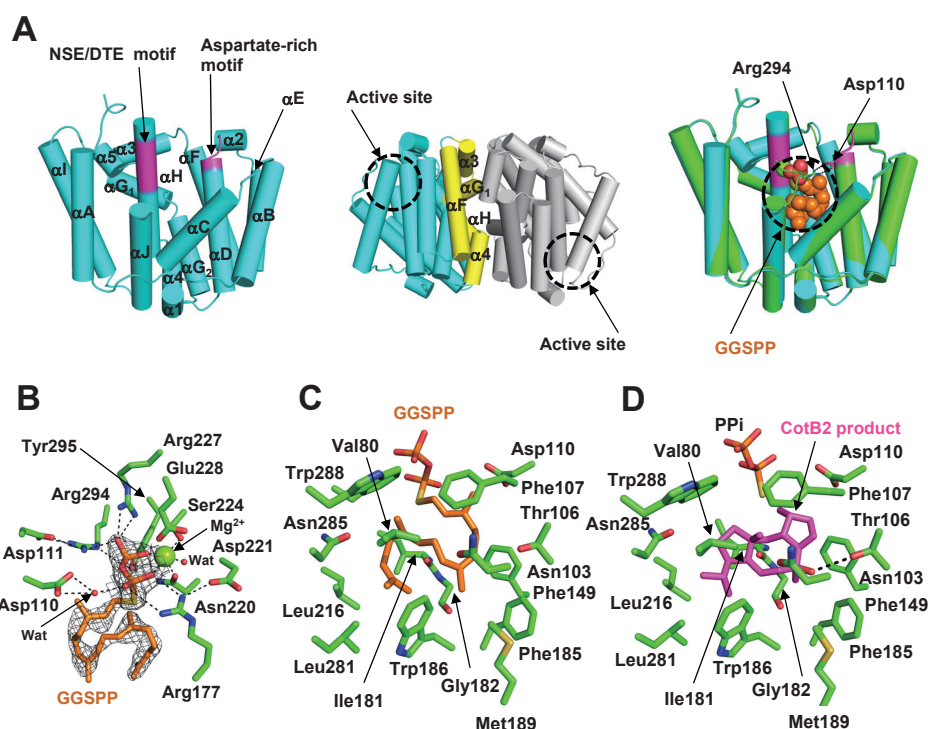 A
NSE/DTE motif
Aspartate-rich
motif
αE
α2
α5
α3
αF
αI
αH
αG1
αA
αB
αC
αJ
αD
αG2
α4
α1
Active site
α3
αG1
αF
αH
α4
Active site
Arg294
Asp110
GGSPP
B
Tyr295
Arg227
Glu228
Arg294
Ser224
Mg2+
Asp111
Wat
Asp221
Asp110
Wat
Asn220
GGSPP
Arg177
C
GGSPP
Val80
Asp110
Trp288
Phe107
Asn285
Thr106
Asn103
Phe149
Leu216
Phe185
Leu281
Trp186
Gly182
Ile181
Met189
D
PPi
CotB2 product
Val80
Asp110
Trp288
Phe107
Asn285
Thr106
Asn103
Leu216
Phe149
Phe185
Leu281
Trp186
Gly182
Ile181
Met189